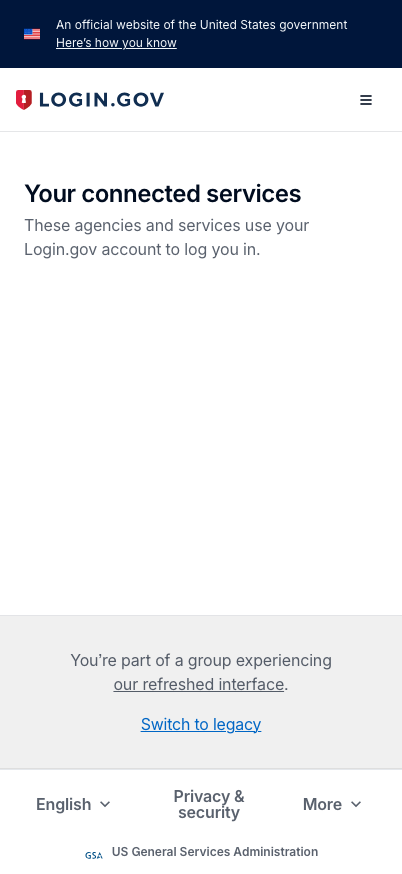 An official website of the United States government
Here’s how you know
LOGIN.GOV
Your connected services
These agencies and services use your
Login.gov account to log you in.
You’re part of a group experiencing
our refreshed interface.
Switch to legacy
English
Privacy &
security
More
GSA US General Services Administration